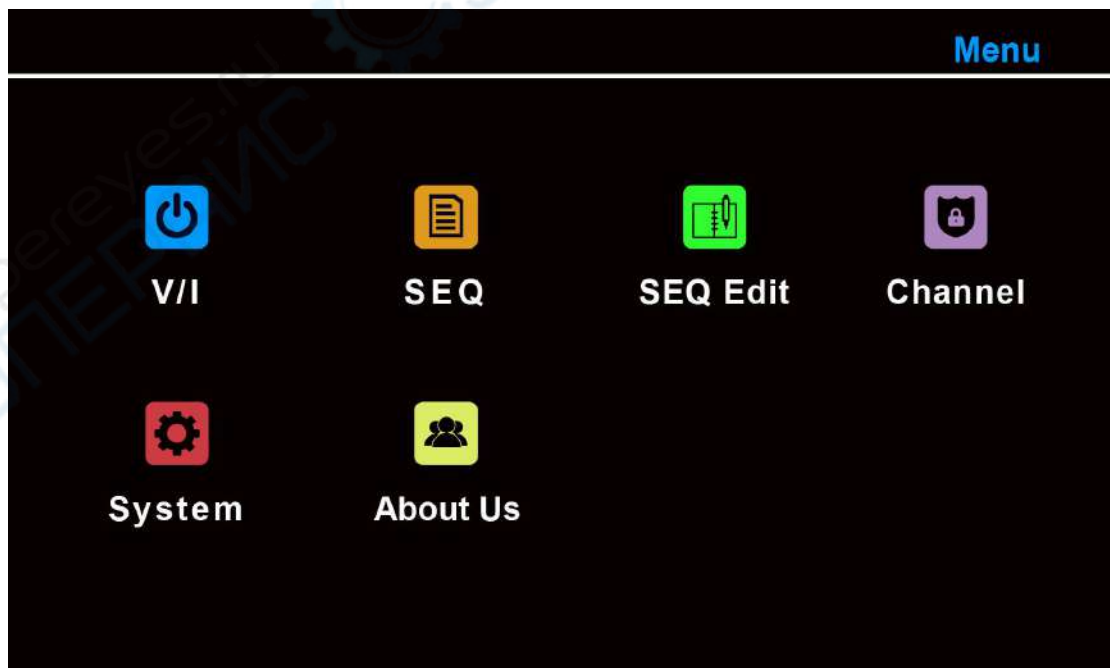 Menu
V/I
SEQ
SEQ Edit
Channel
System
About Us